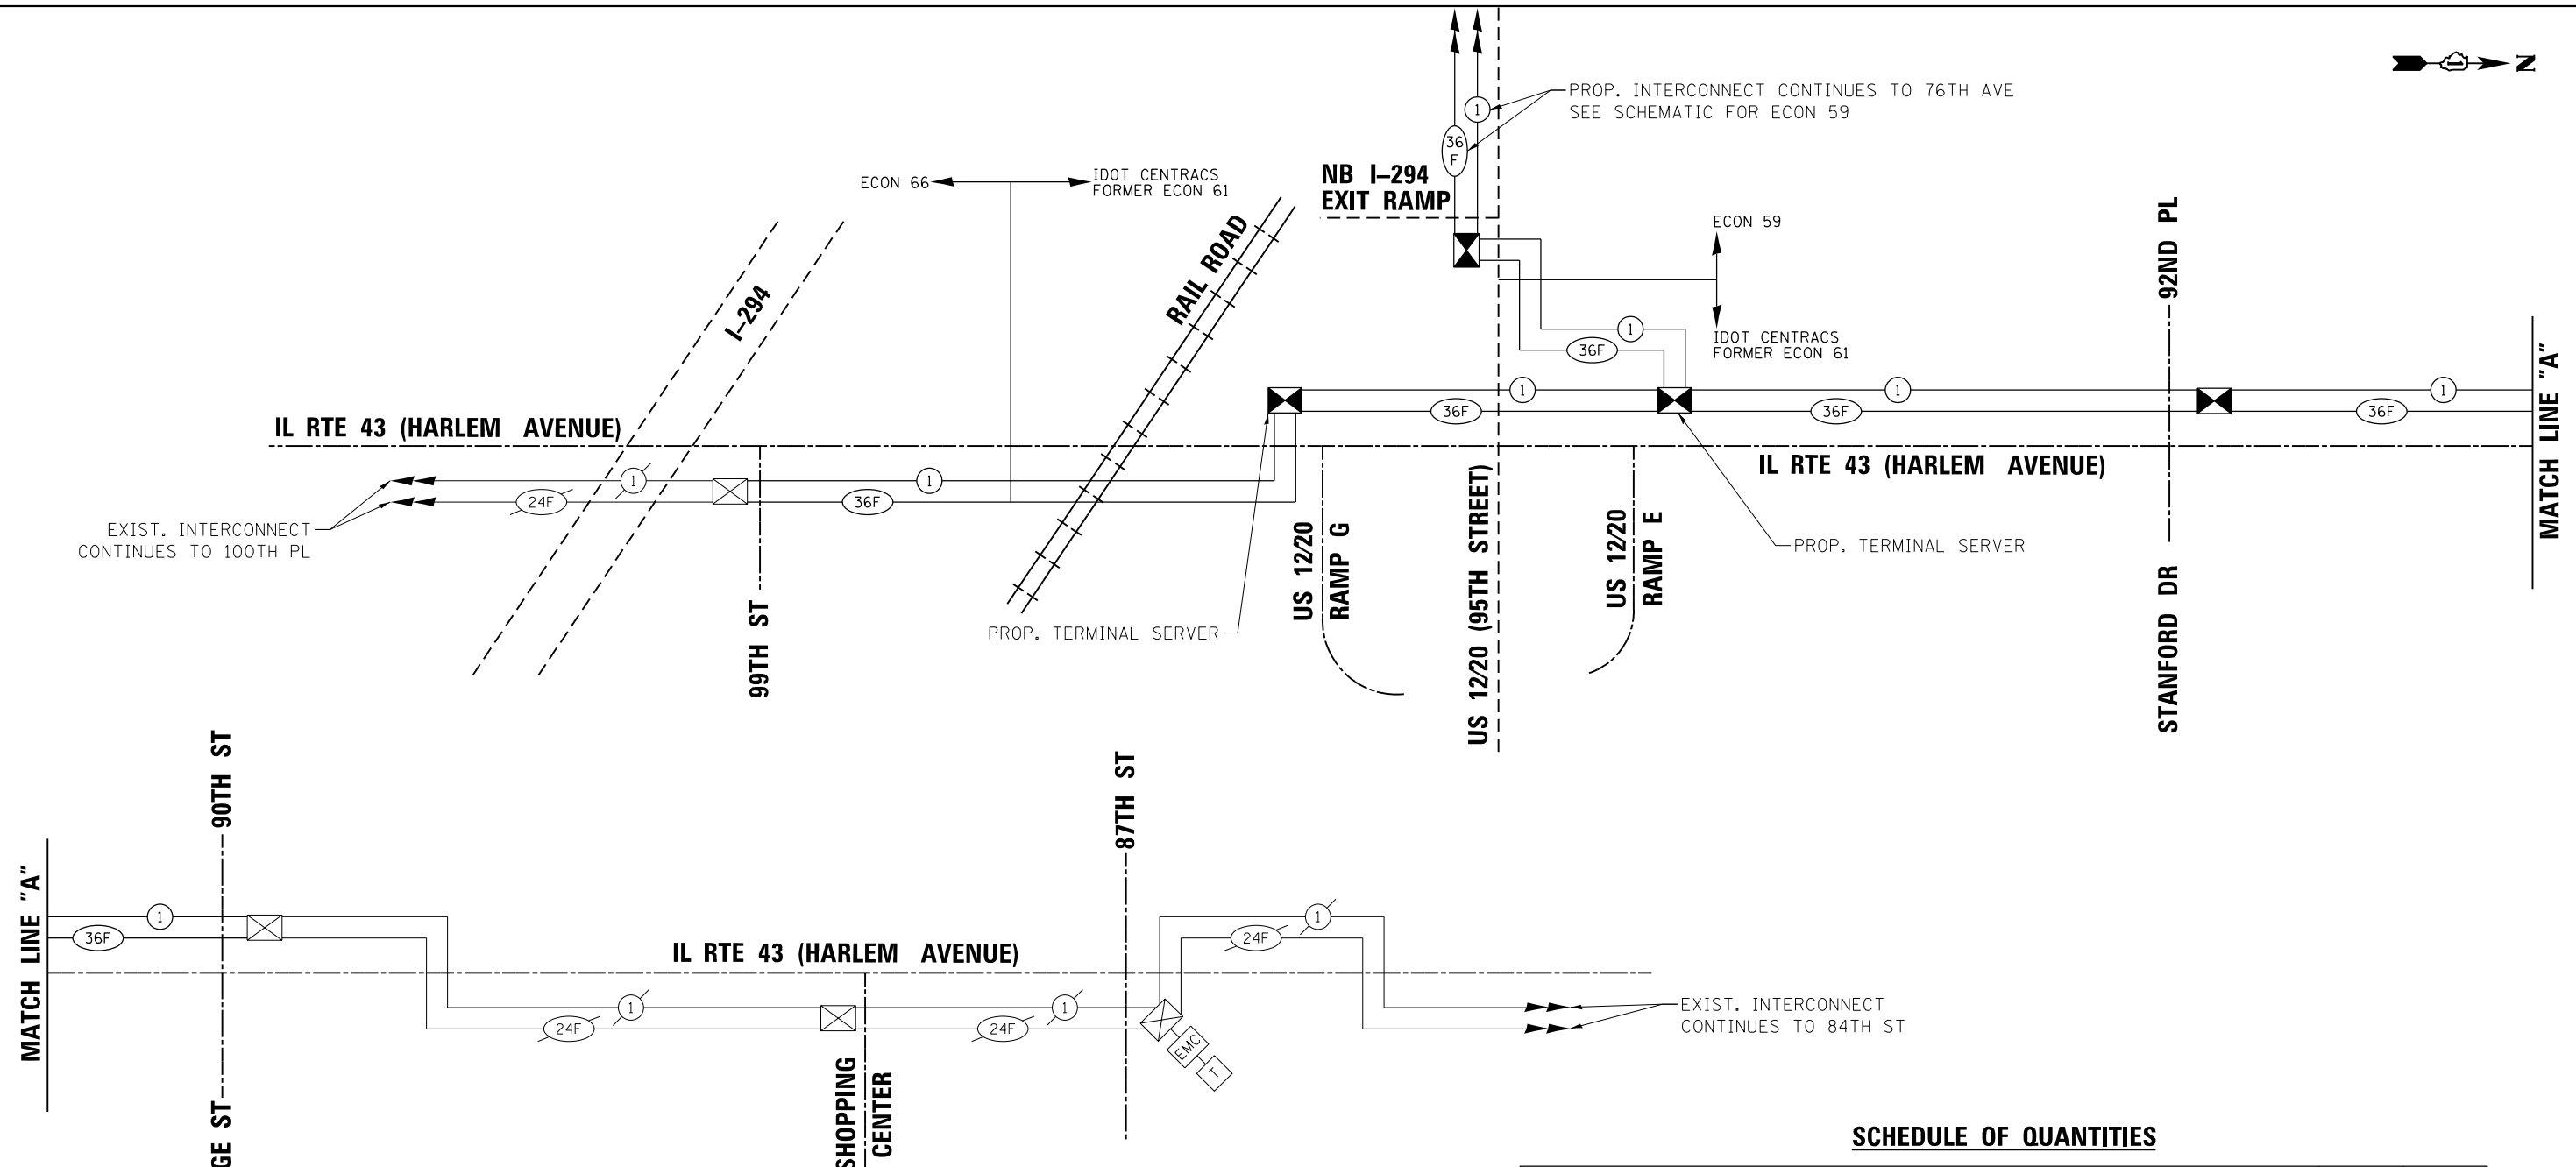 N
PROP. INTERCONNECT CONTINUES TO 76TH AVE
SEE SCHEMATIC FOR ECON 59
1
36
F
NB I-294
EXIT RAMP
ECON 66
IDOT CENTRACS
FORMER ECON 61
RAIL ROAD
I-294
ECON 59
IDOT CENTRACS
FORMER ECON 61
92ND PL
1
36F
1
1
1
36F
36F
36F
IL RTE 43 (HARLEM AVENUE)
IL RTE 43 (HARLEM AVENUE)
MATCH LINE "A"
1
1
24F
36F
EXIST. INTERCONNECT
CONTINUES TO 100TH PL
99TH ST
PROP. TERMINAL SERVER
US 12/20
RAMP G
US 12/20 (95TH STREET)
US 12/20
RAMP E
PROP. TERMINAL SERVER
STANFORD DR
90TH ST
87TH ST
MATCH LINE "A"
1
36F
IL RTE 43 (HARLEM AVENUE)
1
24F
1
24F
1
24F
EMC
T
EXIST. INTERCONNECT
CONTINUES TO 84TH ST
GE ST
SHOPPING
CENTER
SCHEDULE OF QUANTITIES